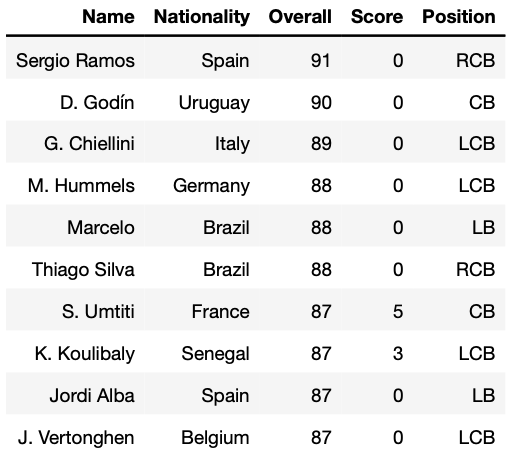 Name Nationality Overall Score Position
Sergio Ramos Spain 91 0 RCB
D. Godín Uruguay 90 0 CB
G. Chiellini Italy 89 0 LCB
M. Hummels Germany 88 0 LCB
Marcelo Brazil 88 0 LB
Thiago Silva Brazil 88 0 RCB
S. Umtiti France 87 5 CB
K. Koulibaly Senegal 87 3 LCB
Jordi Alba Spain 87 0 LB
J. Vertonghen Belgium 87 0 LCB